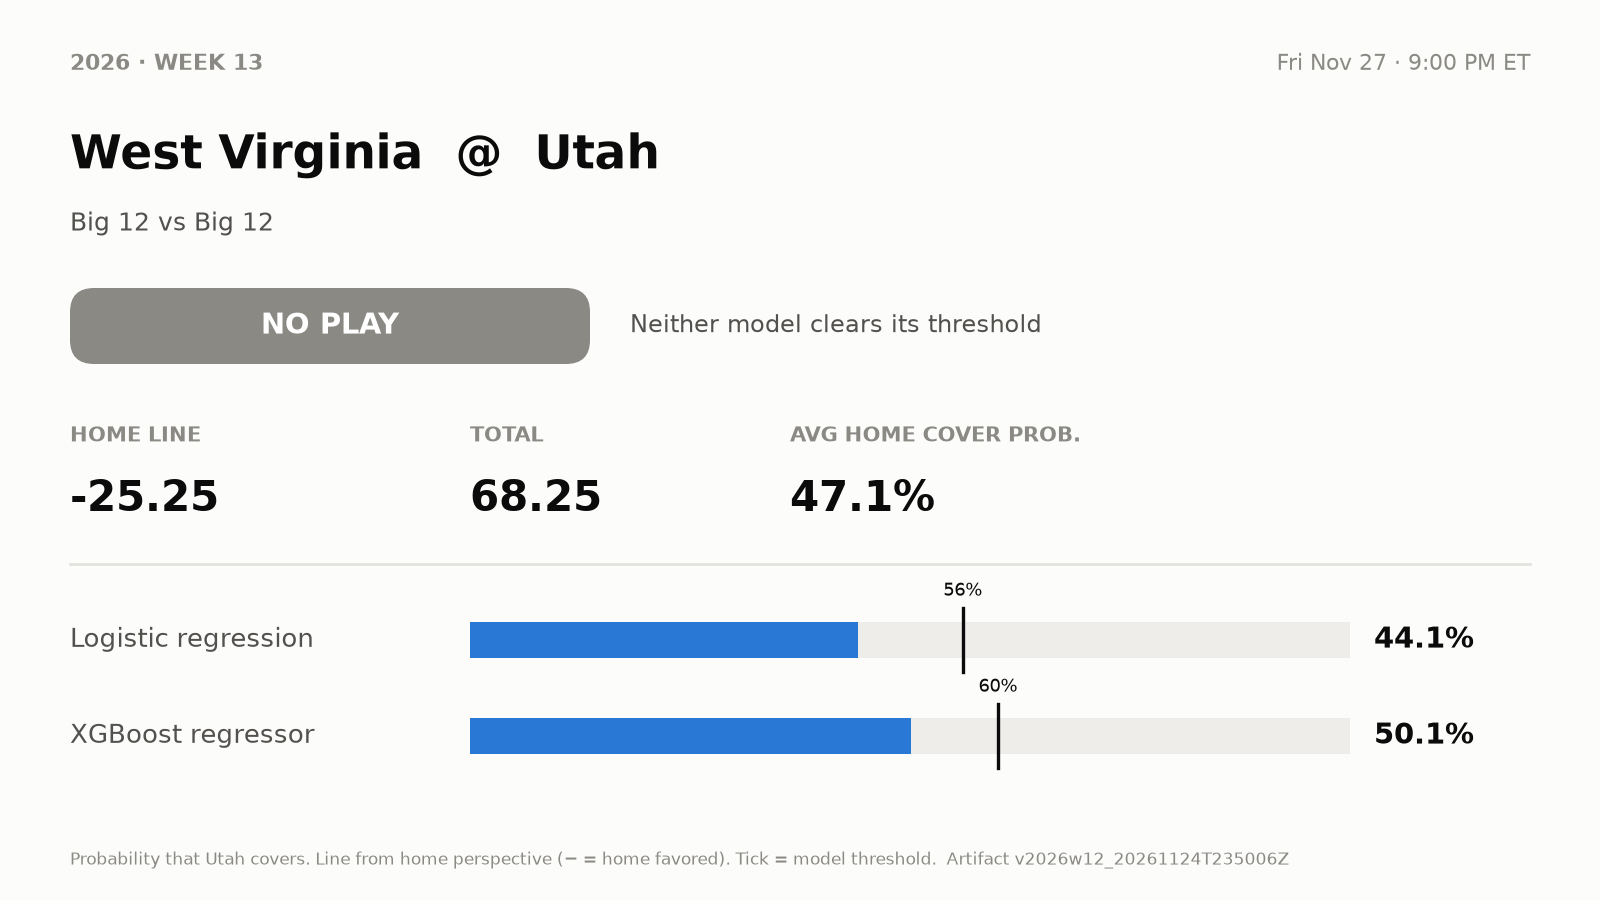 2026 · WEEK 13
Fri Nov 27 · 9:00 PM ET
West Virginia @ Utah
Big 12 vs Big 12
NO PLAY
Neither model clears its threshold
HOME LINE
TOTAL
AVG HOME COVER PROB.
-25.25
68.25
47.1%
56%
Logistic regression
44.1%
60%
XGBoost regressor
50.1%
Probability that Utah covers. Line from home perspective (− = home favored). Tick = model threshold. Artifact v2026w12_20261124T235006Z